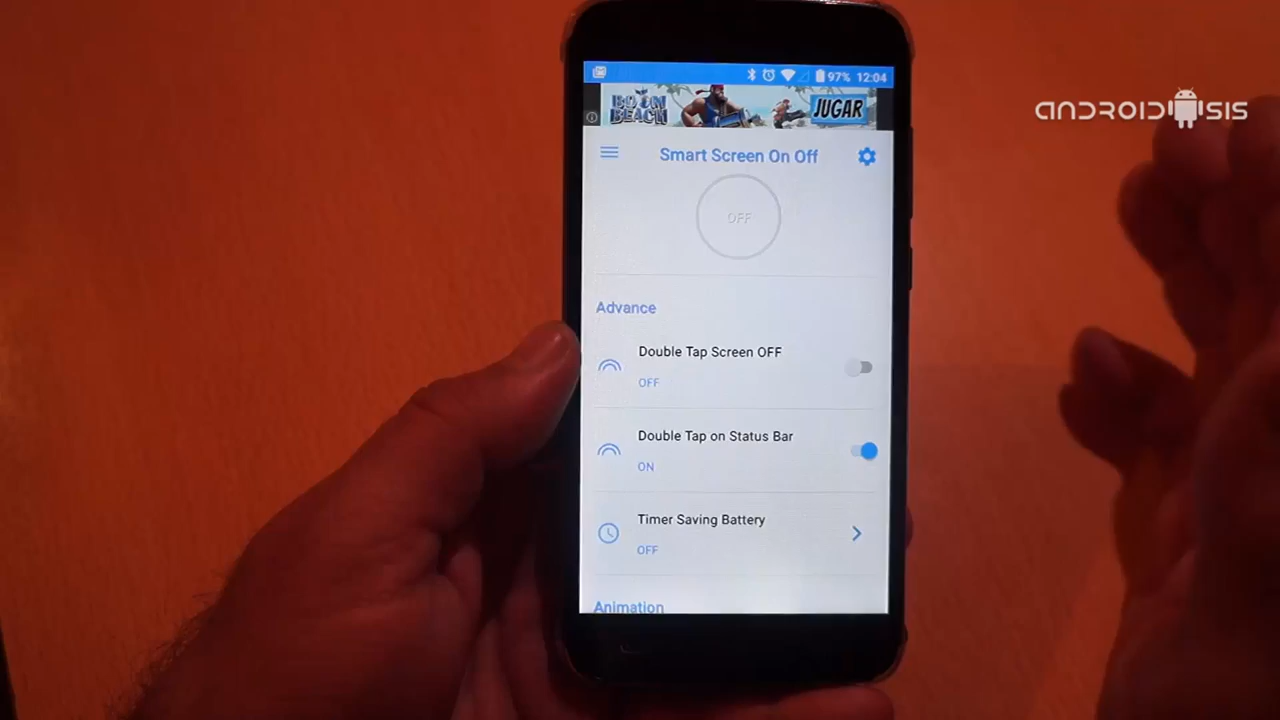 97% 12:04
BOOM
BEACH
JUGAR
ANDROIDSIS
Smart Screen On Off
OFF
Advance
Double Tap Screen OFF
OFF
Double Tap on Status Bar
ON
Timer Saving Battery
OFF
Animation